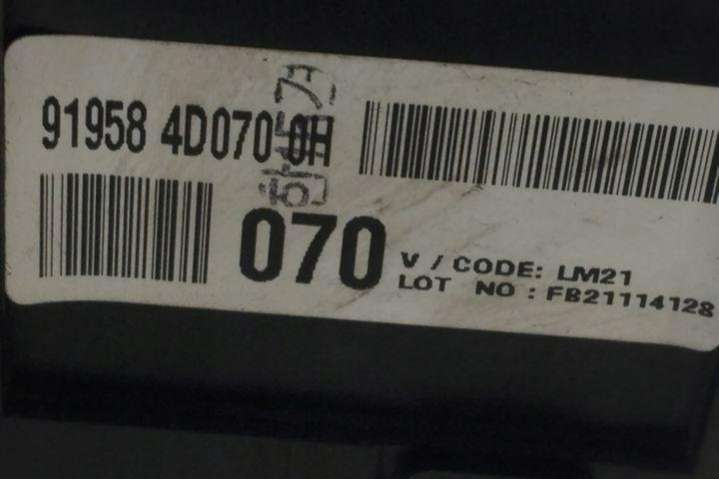 91958 4D070 0H
070
V / CODE: LM21
LOT NO : FB21114128